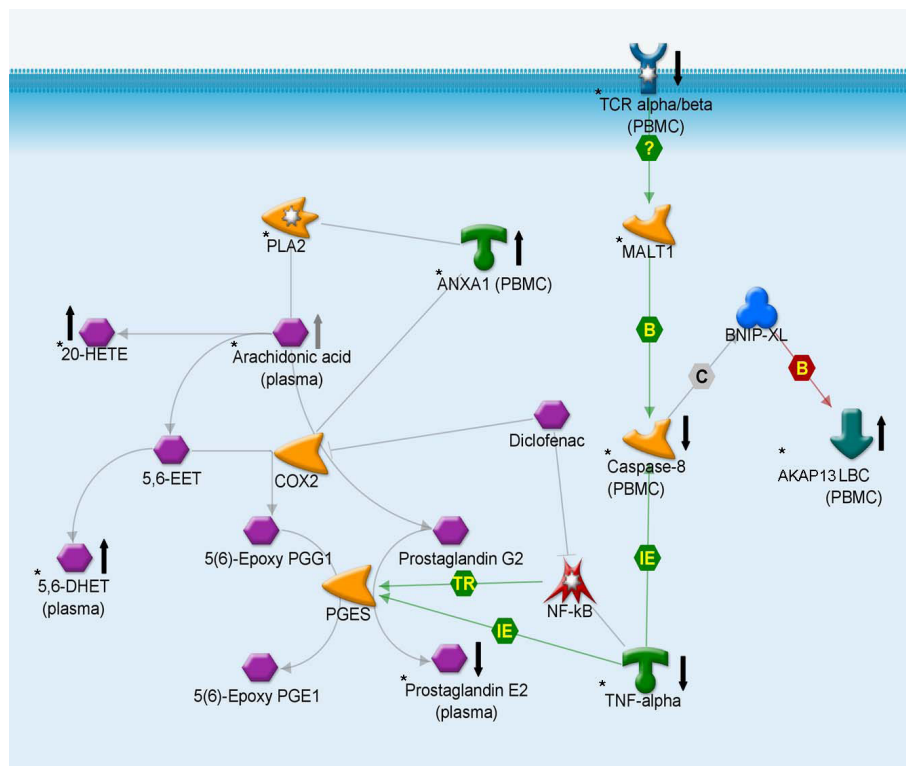 * TCR alpha/beta
(PBMC)
?
* PLA2
* ANXA1 (PBMC)
* MALT1
* 20-HETE
* Arachidonic acid
(plasma)
B
BNIP-XL
B
C
Diclofenac
5,6-EET
COX2
* Caspase-8
(PBMC)
* AKAP13 LBC
(PBMC)
5(6)-Epoxy PGG1
Prostaglandin G2
* 5,6-DHET
(plasma)
PGES
TR
NF-kB
IE
IE
5(6)-Epoxy PGE1
* Prostaglandin E2
(plasma)
* TNF-alpha